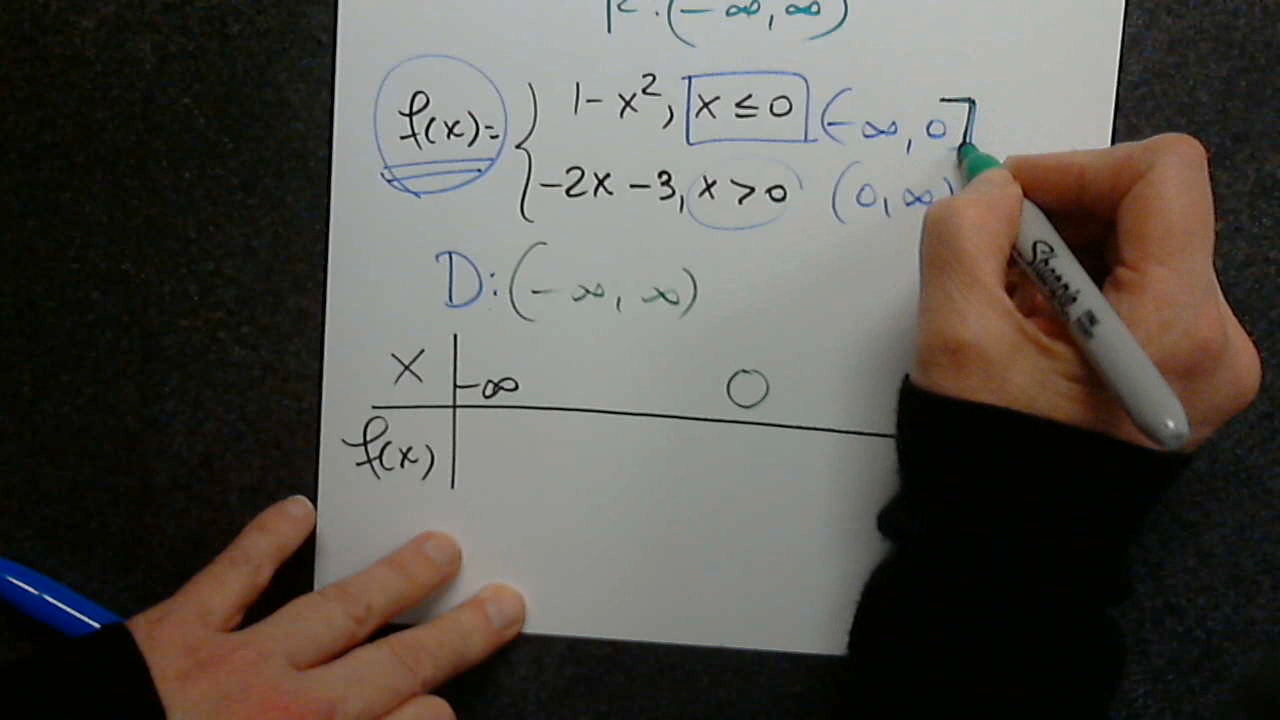 R:(-∞,∞)
f(x)= { 1-x², x≤0 (-∞,0]
-2x-3, x>0 (0,∞)
D:(-∞,∞)
x -∞ 0
f(x)
Sharpie